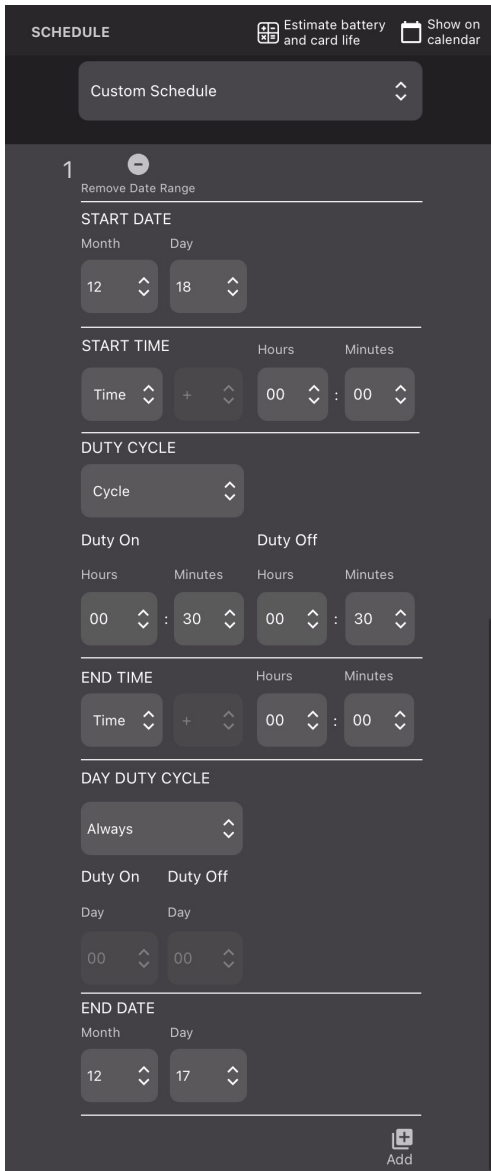 SCHEDULE
Estimate battery
and card life
Show on
calendar
Custom Schedule
1
Remove Date Range
START DATE
Month Day
12 18
START TIME Hours Minutes
Time + 00 : 00
DUTY CYCLE
Cycle
Duty On Duty Off
Hours Minutes Hours Minutes
00 : 30 00 : 30
END TIME Hours Minutes
Time + 00 : 00
DAY DUTY CYCLE
Always
Duty On Duty Off
Day Day
00 00
END DATE
Month Day
12 17
Add